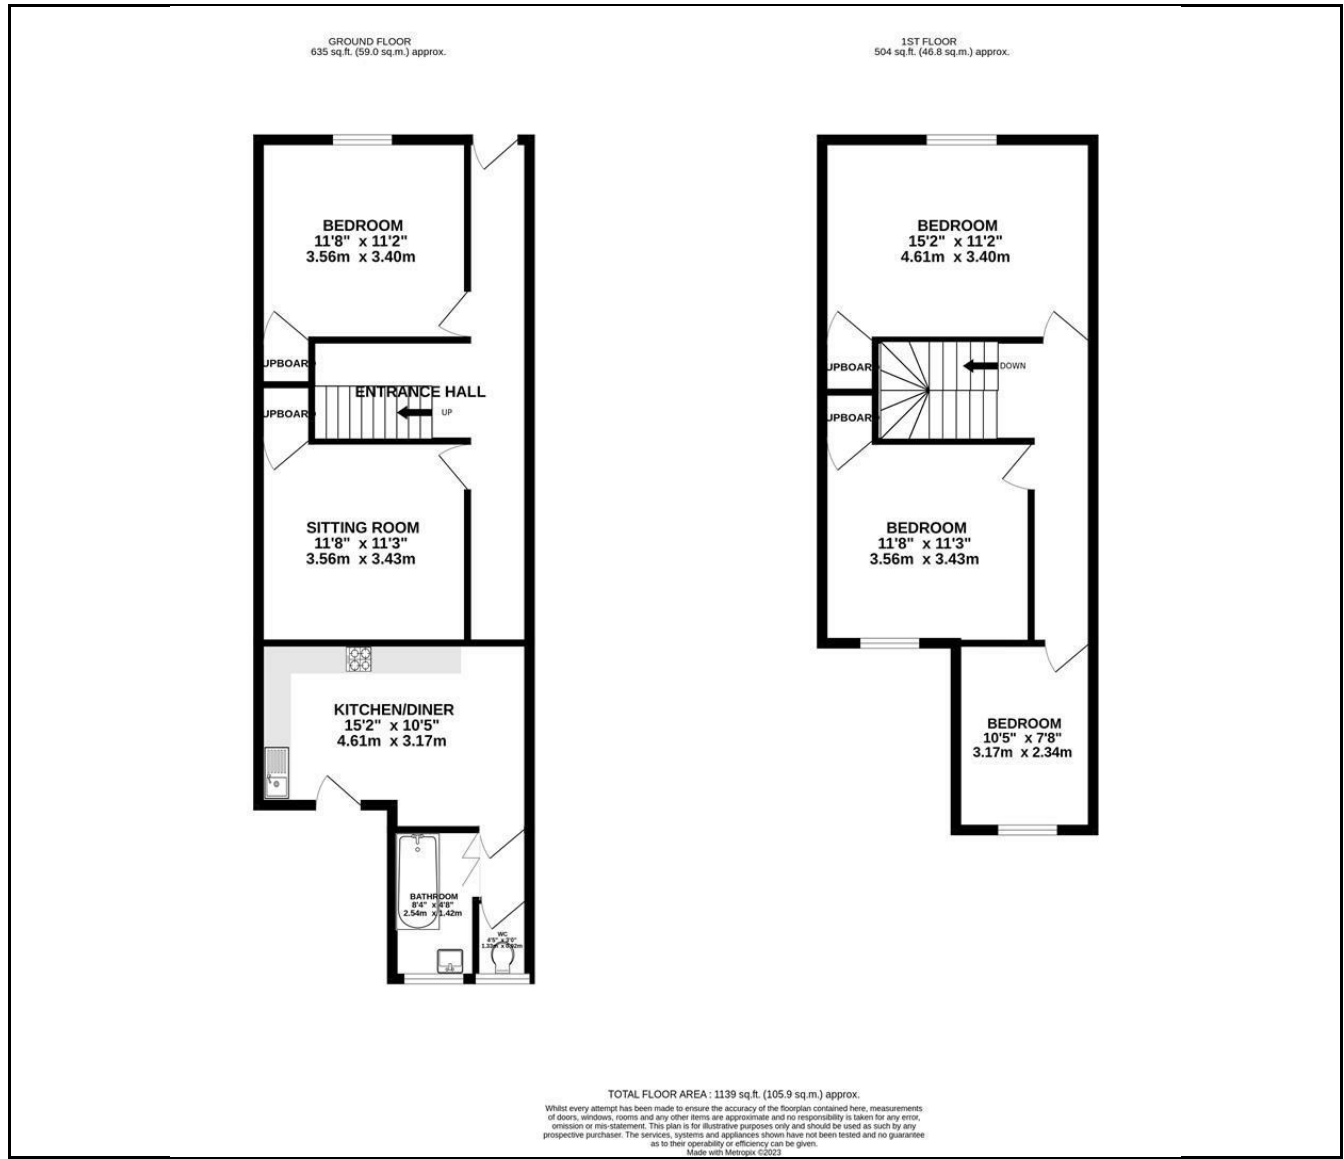 GROUND FLOOR
635 sq.ft. (59.0 sq.m.) approx.
BEDROOM
11'8" x 11'2"
3.56m x 3.40m
UPBOAR
ENTRANCE HALL
UPBOAR
UP
SITTING ROOM
11'8" x 11'3"
3.56m x 3.43m
KITCHEN/DINER
15'2" x 10'5"
4.61m x 3.17m
BATHROOM
8'4" x 4'8"
2.54m x 1.42m
WC
1ST FLOOR
504 sq.ft. (46.8 sq.m.) approx.
BEDROOM
15'2" x 11'2"
4.61m x 3.40m
UPBOAR
DOWN
UPBOAR
BEDROOM
11'8" x 11'3"
3.56m x 3.43m
BEDROOM
10'5" x 7'8"
3.17m x 2.34m
TOTAL FLOOR AREA : 1139 sq.ft. (105.9 sq.m.) approx.
Whilst every attempt has been made to ensure the accuracy of the floorplan contained here, measurements
of doors, windows, rooms and any other items are approximate and no responsibility is taken for any error,
omission or mis-statement. This plan is for illustrative purposes only and should be used as such by any
prospective purchaser. The services, systems and appliances shown have not been tested and no guarantee
as to their operability or efficiency can be given.
Made with Metropix ©2023